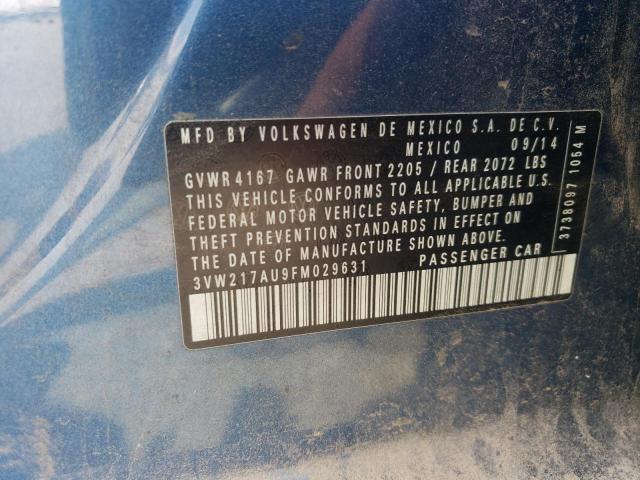 MFD BY VOLKSWAGEN DE MEXICO S.A. DE C.V.
MEXICO 09/14
GVWR 4167 GAWR FRONT 2205 / REAR 2072 LBS
THIS VEHICLE CONFORMS TO ALL APPLICABLE U.S.
FEDERAL MOTOR VEHICLE SAFETY, BUMPER AND
THEFT PREVENTION STANDARDS IN EFFECT ON
THE DATE OF MANUFACTURE SHOWN ABOVE.
3VW217AU9FM029631 PASSENGER CAR
3738097 1054 M